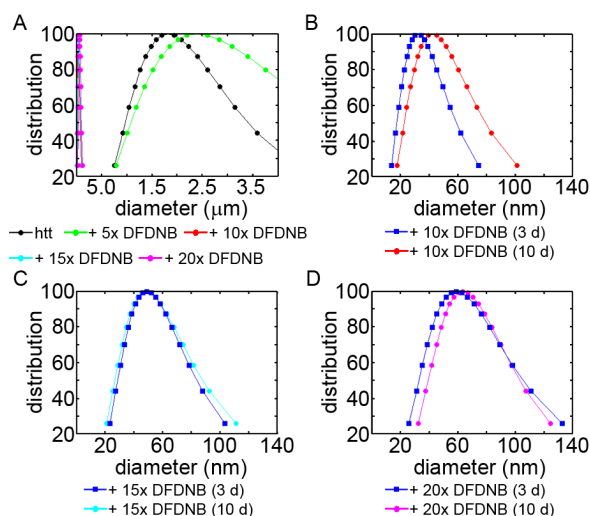 A
distribution
100
80
60
40
20
5.0 1.5 2.5 3.5
diameter (μm)
htt + 5x DFDNB + 10x DFDNB
+ 15x DFDNB + 20x DFDNB
B
distribution
100
80
60
40
20
20 60 100 140
diameter (nm)
+ 10x DFDNB (3 d)
+ 10x DFDNB (10 d)
C
distribution
100
80
60
40
20
20 60 100 140
diameter (nm)
+ 15x DFDNB (3 d)
+ 15x DFDNB (10 d)
D
distribution
100
80
60
40
20
20 60 100 140
diameter (nm)
+ 20x DFDNB (3 d)
+ 20x DFDNB (10 d)